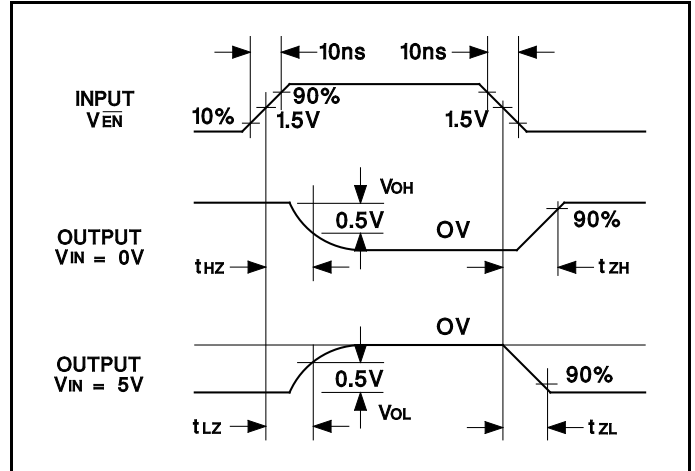 10ns 10ns
INPUT
VEN
10% 90%
1.5V 1.5V
VOH
0.5V
OUTPUT
VIN = 0V
OV
90%
tHZ tZH
OV
OUTPUT
VIN = 5V
0.5V
90%
VOL
tLZ tZL